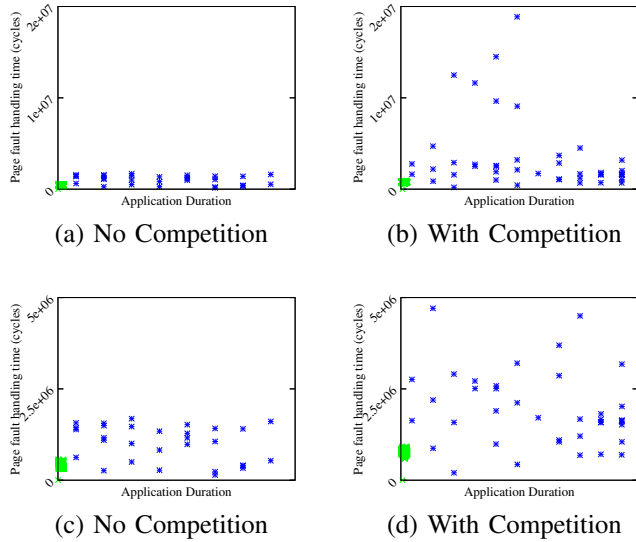 2e+07
1e+07
0
Page fault handling time (cycles)
Application Duration
(a) No Competition
2e+07
1e+07
0
Page fault handling time (cycles)
Application Duration
(b) With Competition
5e+06
2.5e+06
0
Page fault handling time (cycles)
Application Duration
(c) No Competition
5e+06
2.5e+06
0
Page fault handling time (cycles)
Application Duration
(d) With Competition